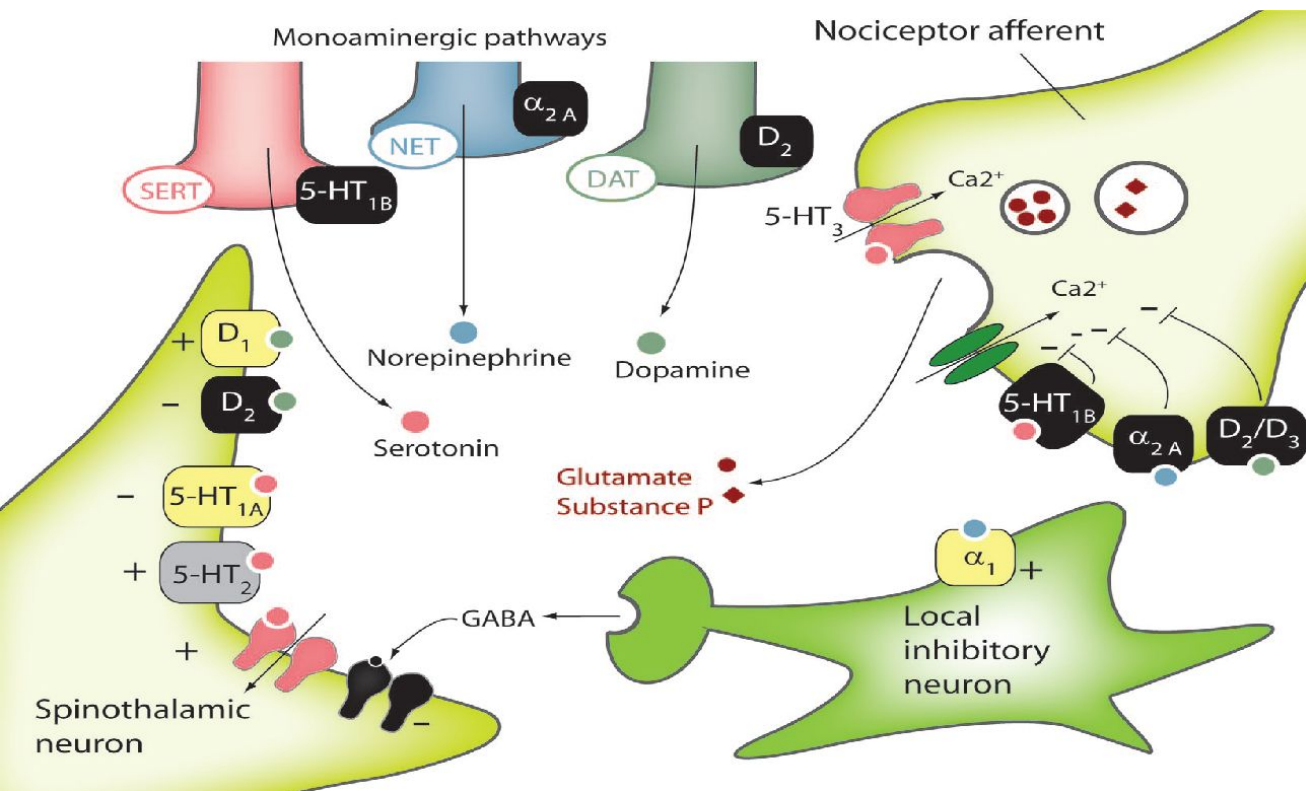 Monoaminergic pathways
Nociceptor afferent
SERT
5-HT1B
NET
α2 A
DAT
D2
5-HT3
Ca2+
Ca2+
- - - -
5-HT1B
α2 A
D2/D3
Norepinephrine
Dopamine
Serotonin
Glutamate
Substance P
+ D1
- D2
- 5-HT1A
+ 5-HT2
+
-
Spinothalamic
neuron
GABA
α1 +
Local
inhibitory
neuron